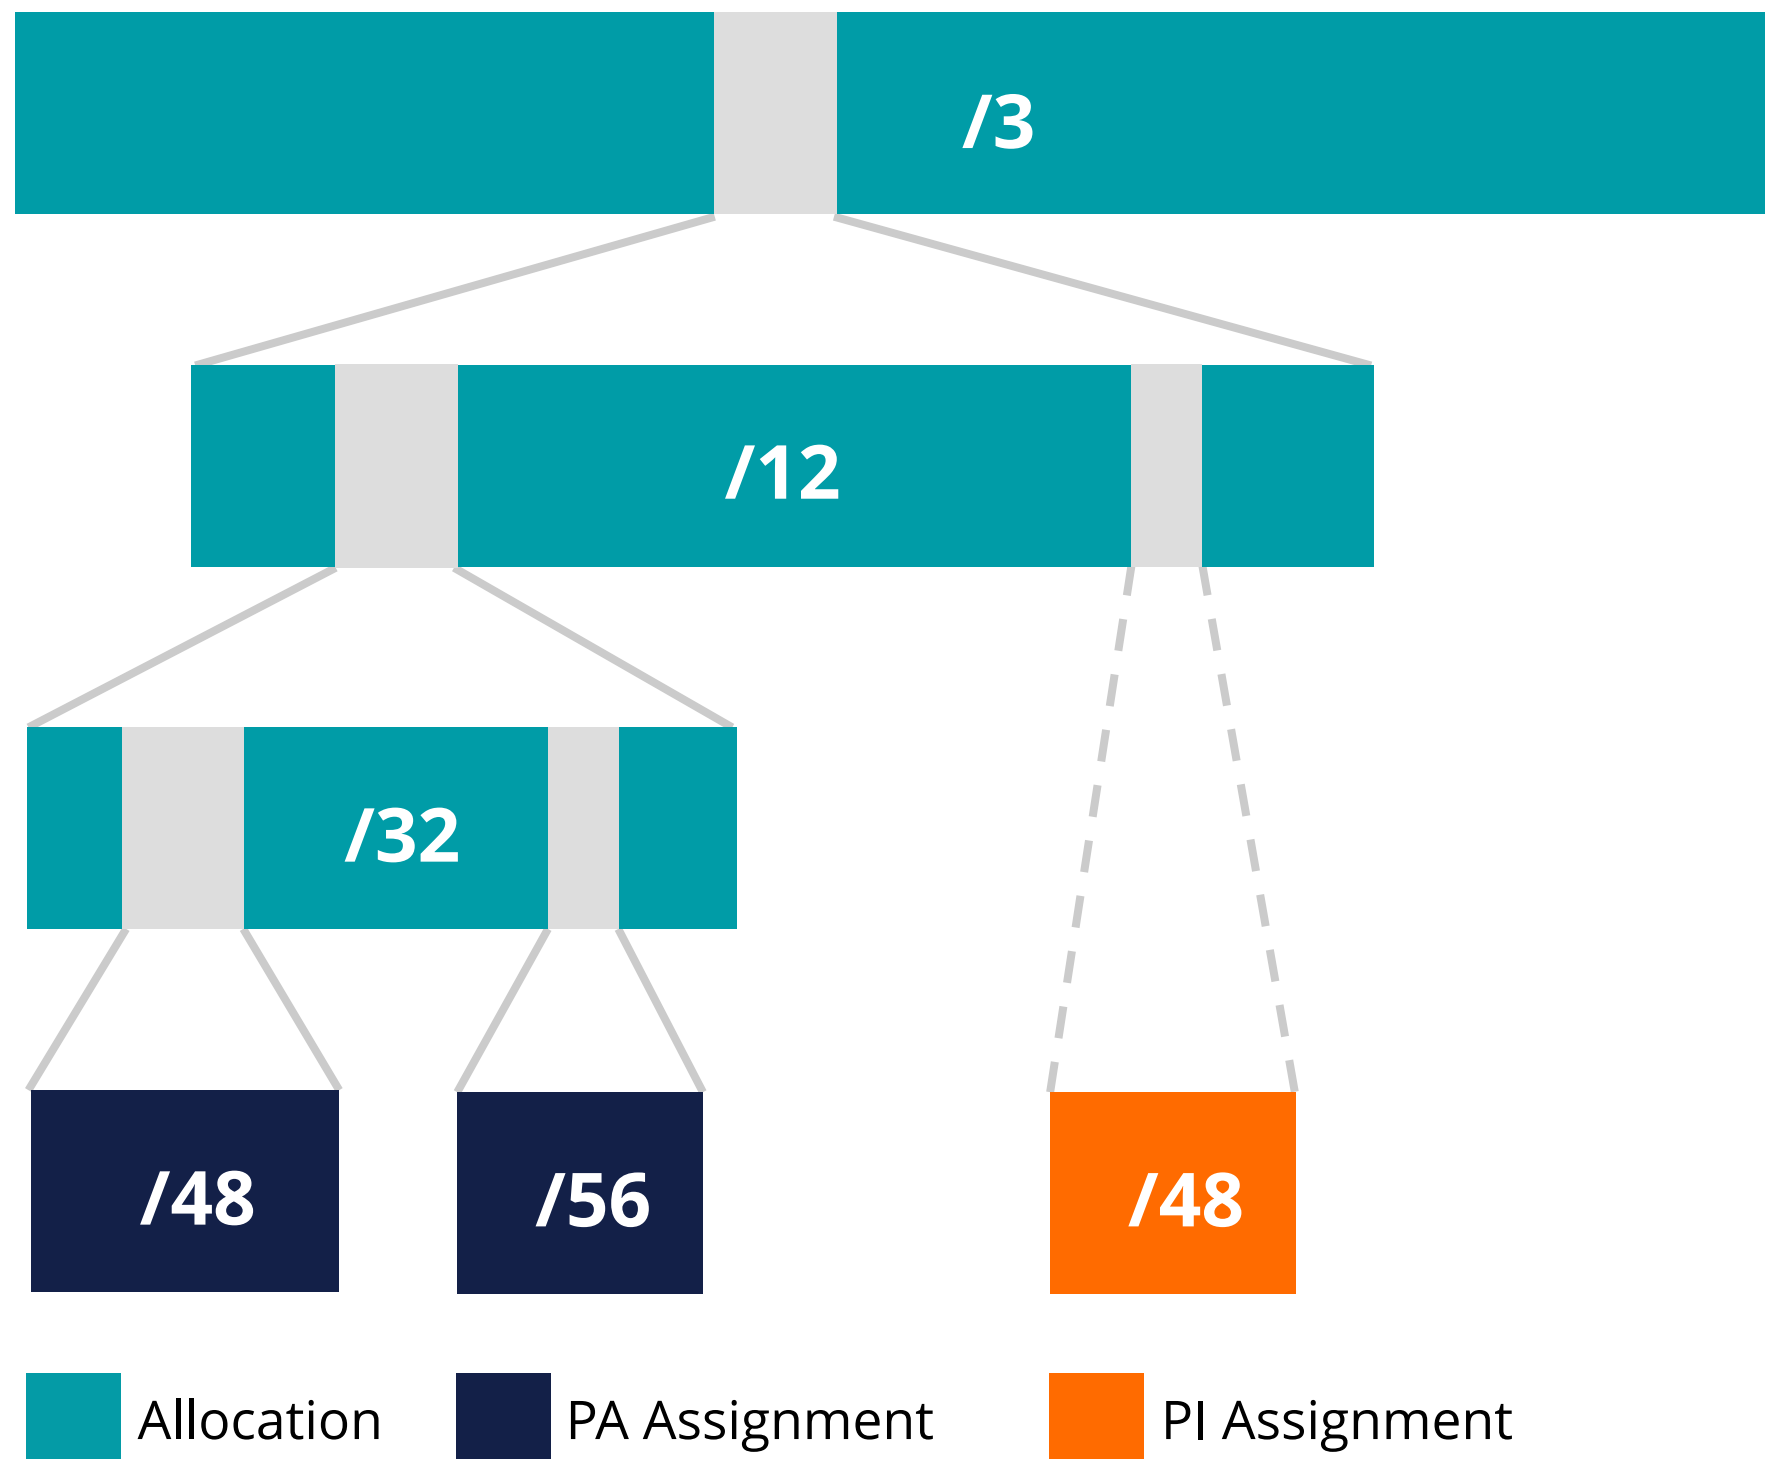 /3
/12
/32
/48
/56
/48
Allocation
PA Assignment
PI Assignment